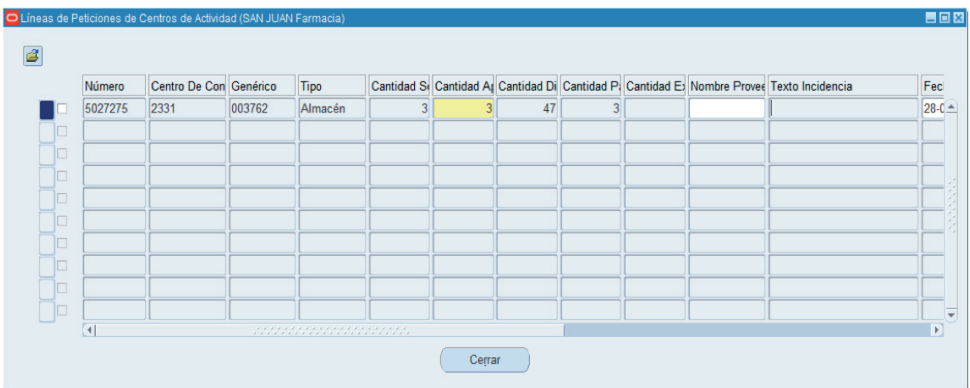 Líneas de Peticiones de Centros de Actividad (SAN JUAN Farmacia)
Número Centro De Con Genérico Tipo Cantidad S Cantidad A Cantidad Di Cantidad P Cantidad E Nombre Provee Texto Incidencia Fec
5027275 2331 003762 Almacén 3 3 47 3 28-0
Cerrar